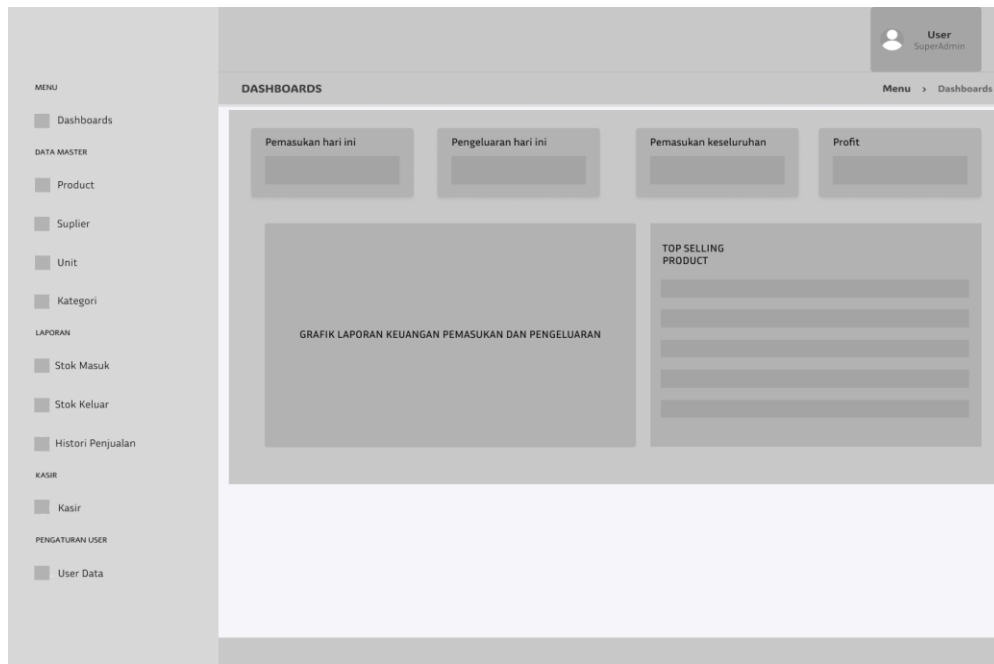 User
SuperAdmin
MENU
Dashboards
DATA MASTER
Product
Suplier
Unit
Kategori
LAPORAN
Stok Masuk
Stok Keluar
Histori Penjualan
KASIR
Kasir
PENGATURAN USER
User Data
DASHBOARDS
Menu > Dashboards
Pemasukan hari ini
Pengeluaran hari ini
Pemasukan keseluruhan
Profit
GRAFIK LAPORAN KEUANGAN PEMASUKAN DAN PENGELUARAN
TOP SELLING
PRODUCT